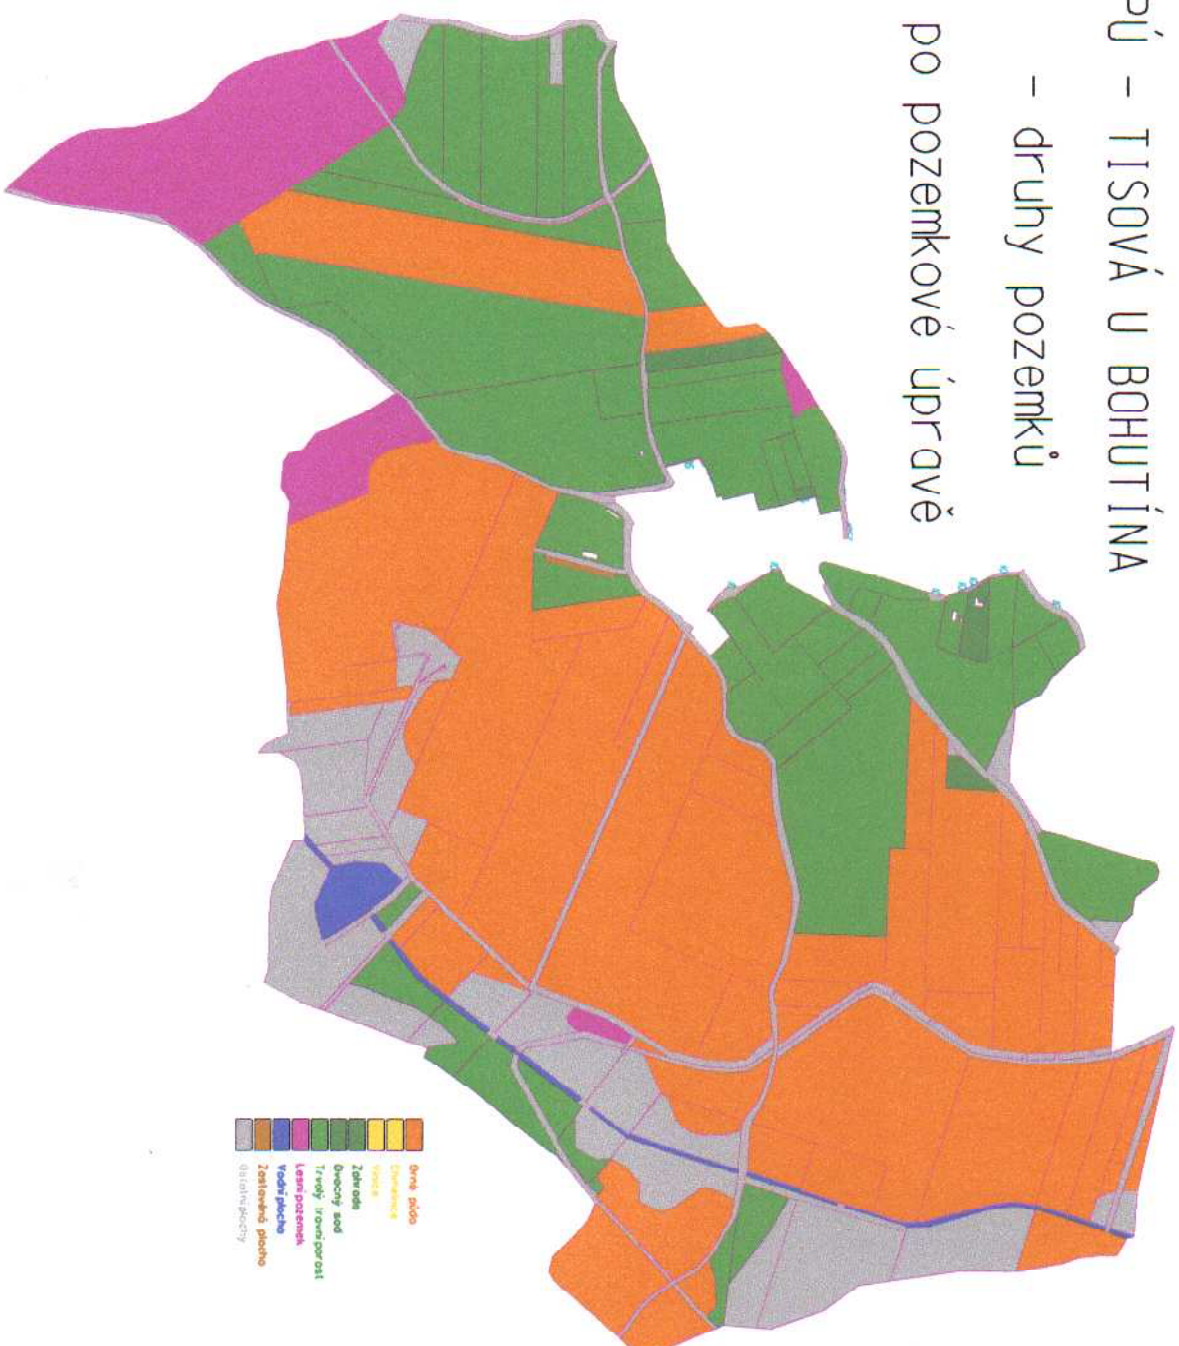 PÚ - TISOVÁ U BOHUTÍNA
- druhy pozemků
po pozemkové úpravě
Orná půda
Chmelnice
Vinice
Zahrada
Ovocný sad
Trvalý travní porost
Lesní pozemek
Vodní plocha
Zastavěná plocha
Ostatní plochy